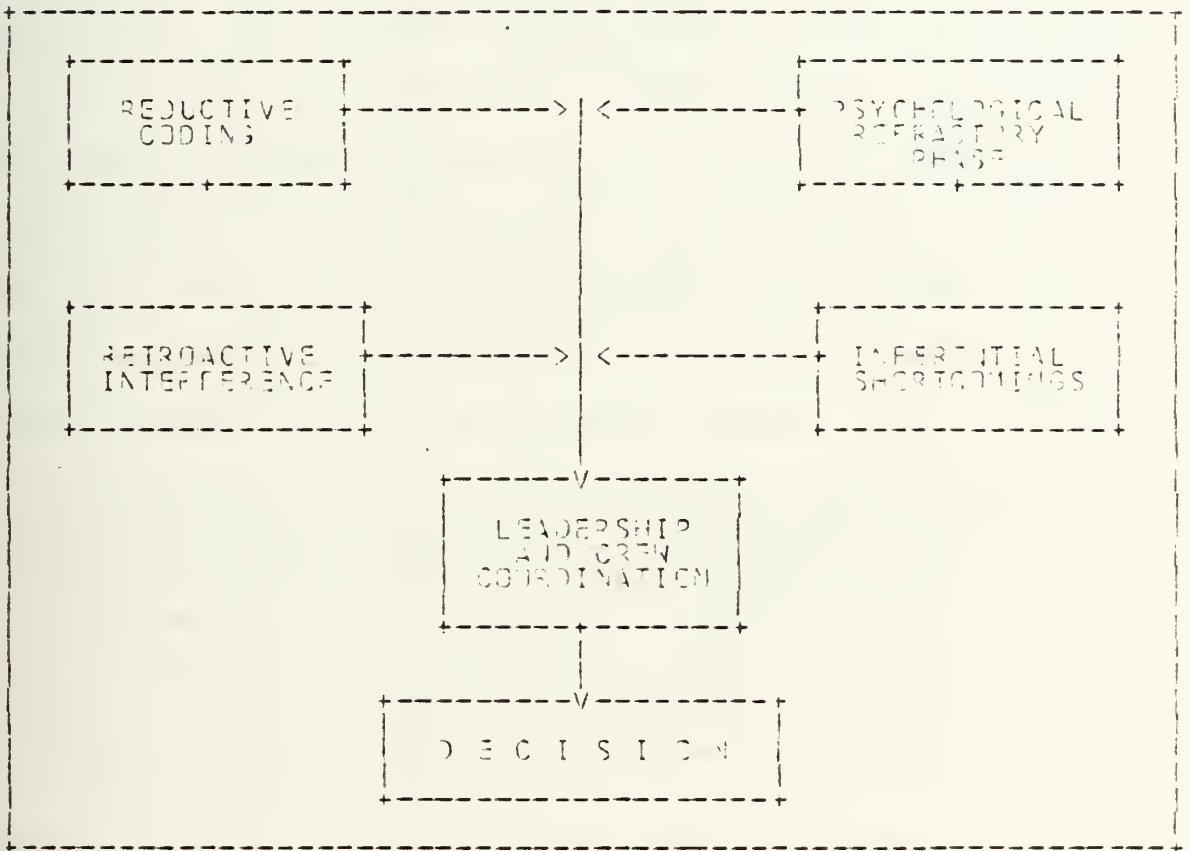 REDUCTIVE
CODING
PSYCHOLOGICAL
REFRACTORY
PHASE
RETROACTIVE
INTERFERENCE
INFERENTIAL
SHORTCOMINGS
LEADERSHIP
AND CREW
COORDINATION
D E C I S I O N